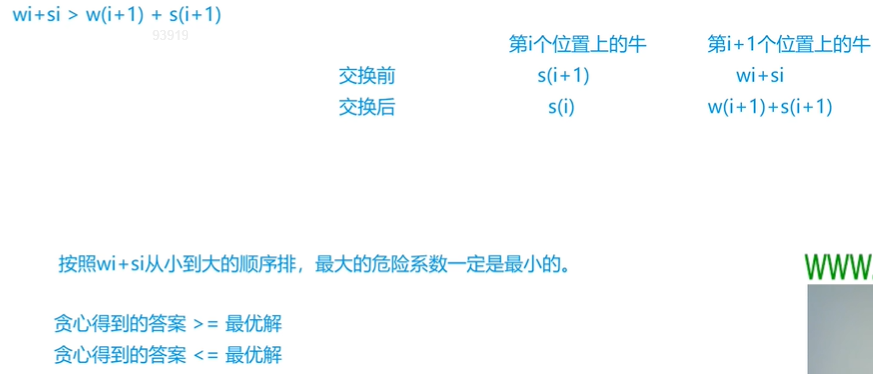 wi+si > w(i+1) + s(i+1)
93919
第i个位置上的牛 第i+1个位置上的牛
交换前 s(i+1) wi+si
交换后 s(i) w(i+1)+s(i+1)
按照wi+si从小到大的顺序排，最大的危险系数一定是最小的。
WWW.
贪心得到的答案 >= 最优解
贪心得到的答案 <= 最优解